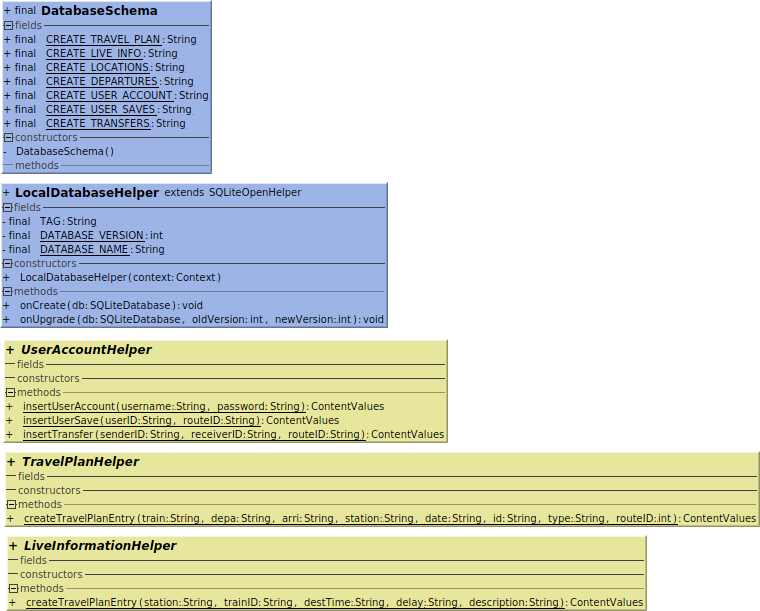 + final DatabaseSchema
fields
+ final CREATE_TRAVEL_PLAN:String
+ final CREATE_LIVE_INFO:String
+ final CREATE_LOCATIONS:String
+ final CREATE_DEPARTURES:String
+ final CREATE_USER_ACCOUNT:String
+ final CREATE_USER_SAVES:String
+ final CREATE_TRANSFERS:String
constructors
- DatabaseSchema()
methods
+ LocalDatabaseHelper extends SQLiteOpenHelper
fields
- final TAG:String
- final DATABASE_VERSION:int
- final DATABASE_NAME:String
constructors
+ LocalDatabaseHelper(context:Context)
methods
+ onCreate(db:SQLiteDatabase):void
+ onUpgrade(db:SQLiteDatabase, oldVersion:int, newVersion:int):void
+ UserAccountHelper
fields
constructors
methods
+ insertUserAccount(username:String, password:String):ContentValues
+ insertUserSave(userID:String, routeID:String):ContentValues
+ insertTransfer(senderID:String, receiverID:String, routeID:String):ContentValues
+ TravelPlanHelper
fields
constructors
methods
+ createTravelPlanEntry(train:String, depa:String, arri:String, station:String, date:String, id:String, type:String, routeID:int):ContentValues
+ LiveInformationHelper
fields
constructors
methods
+ createTravelPlanEntry(station:String, trainID:String, destTime:String, delay:String, description:String):ContentValues